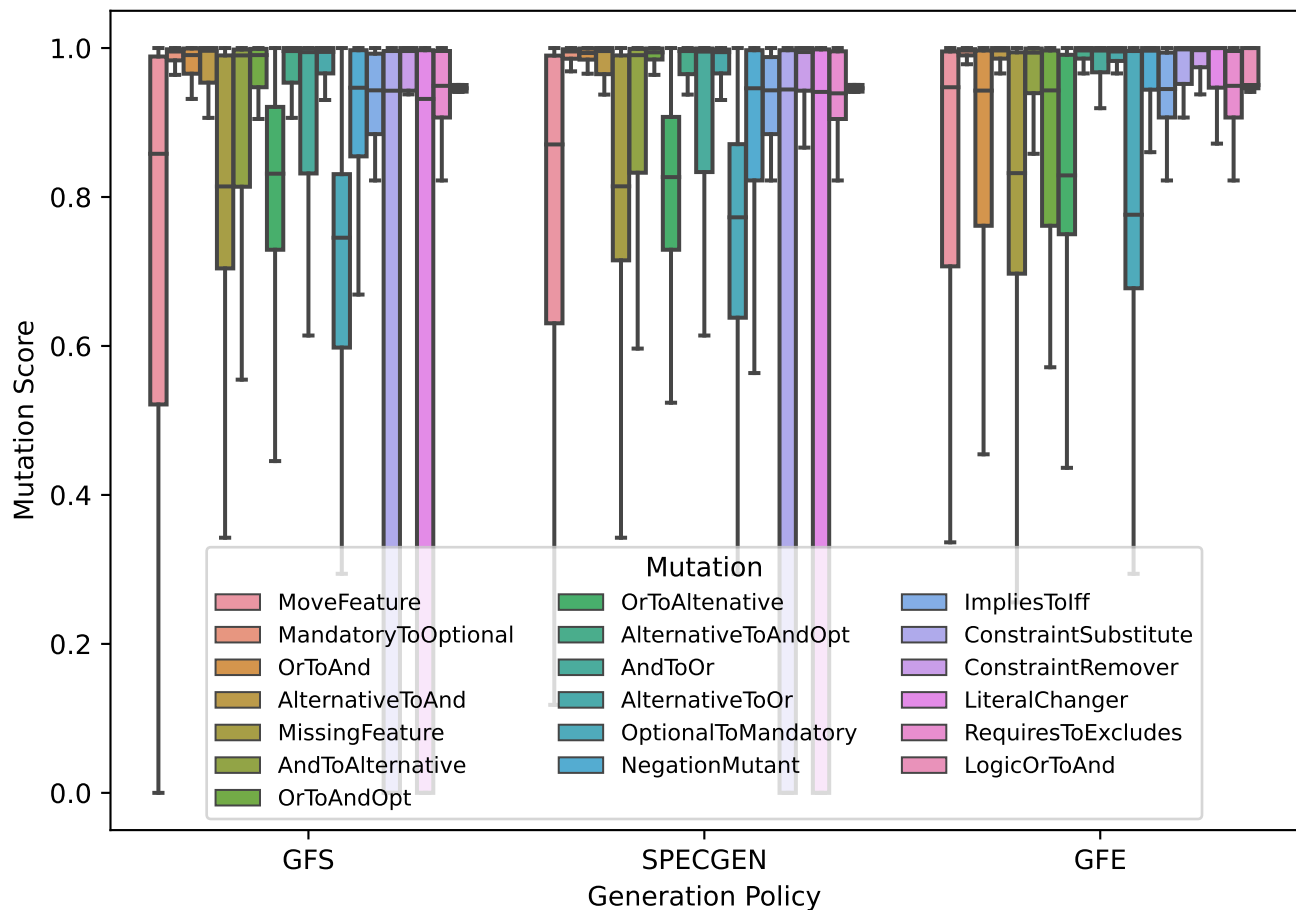 1.0
0.8
0.6
0.4
0.2
0.0
Mutation Score
Mutation
MoveFeature
MandatoryToOptional
OrToAnd
AlternativeToAnd
MissingFeature
AndToAlternative
OrToAndOpt
OrToAltenative
AlternativeToAndOpt
AndToOr
AlternativeToOr
OptionalToMandatory
NegationMutant
ImpliesToIff
ConstraintSubstitute
ConstraintRemover
LiteralChanger
RequiresToExcludes
LogicOrToAnd
GFS
SPECGEN
GFE
Generation Policy